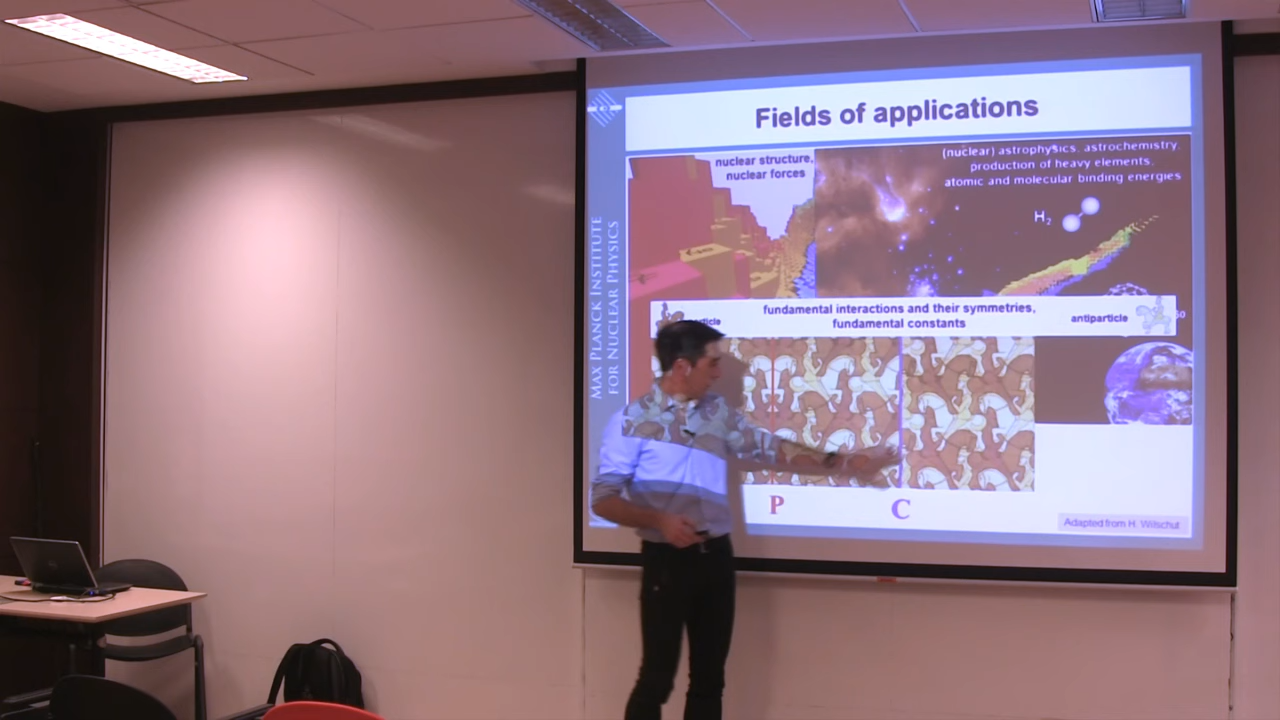 Fields of applications
nuclear structure,
nuclear forces
(nuclear) astrophysics, astrochemistry,
production of heavy elements,
atomic and molecular binding energies
H2
MAX PLANCK INSTITUTE
FOR NUCLEAR PHYSICS
fundamental interactions and their symmetries,
fundamental constants
antiparticle
P
C
Adapted from H. Wilschut